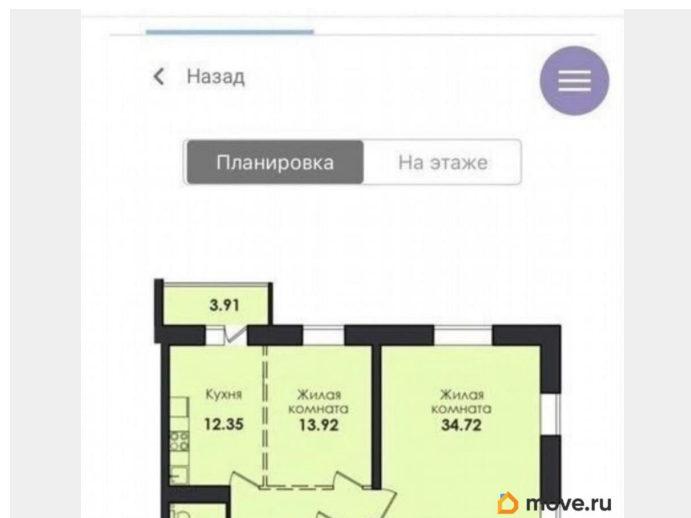 Назад
Планировка
На этаже
3.91
Кухня
12.35
Жилая
комната
13.92
Жилая
комната
34.72
move.ru